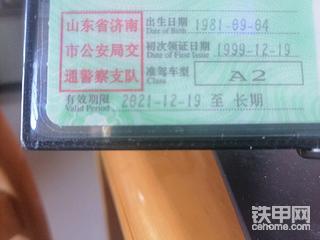 山东省济南
市公安局交
通警察支队
出生日期 1981-09-04
Date of Birth
初次领证日期 1999-12-19
Date of First Issue
准驾车型 A2
Class
有效期限 2021-12-19 至 长期
Valid Period
铁甲网